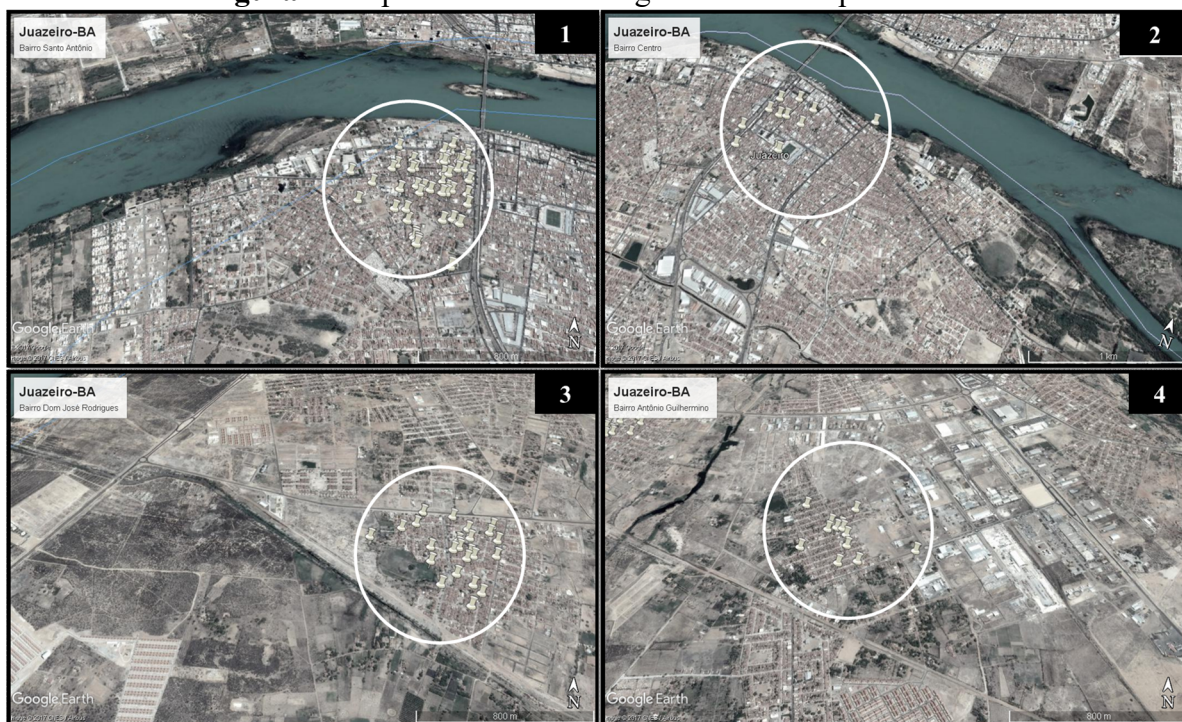 Juazeiro-BA
Bairro Santo Antônio
1
Google Earth
800 m
N
Juazeiro-BA
Bairro Centro
2
Juazeiro
Google Earth
1 km
N
Juazeiro-BA
Bairro Dom José Rodrigues
3
Google Earth
800 m
N
Juazeiro-BA
Bairro Antônio Guilhermino
4
Google Earth
800 m
N